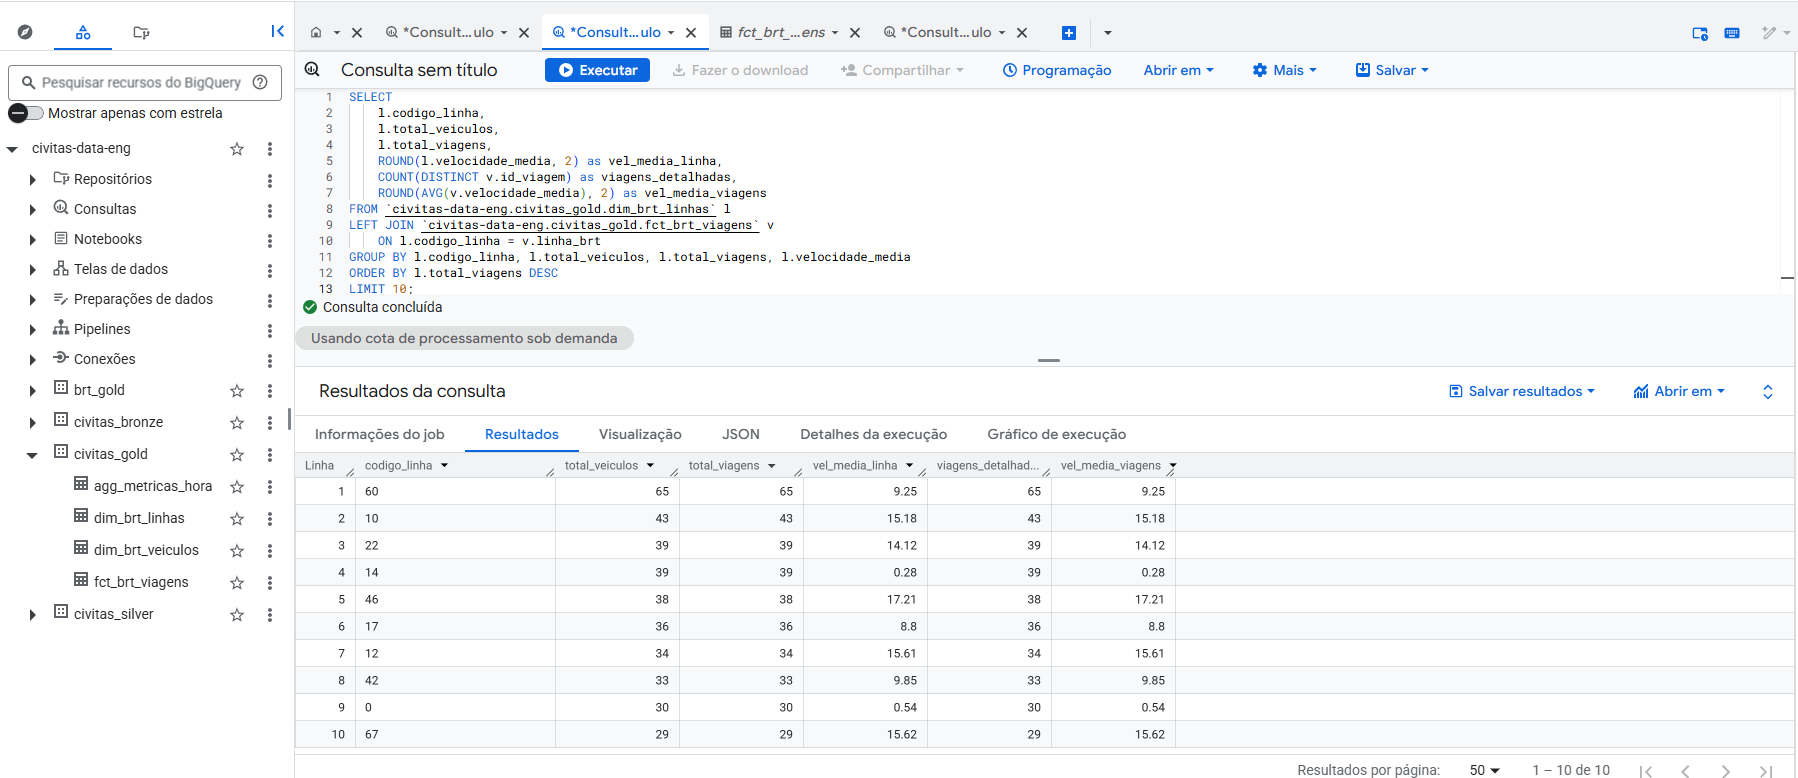 *Consult...ulo
*Consult...ulo
fct_brt_...ens
*Consult...ulo
Pesquisar recursos do BigQuery
Mostrar apenas com estrela
civitas-data-eng
Repositórios
Consultas
Notebooks
Telas de dados
Preparações de dados
Pipelines
Conexões
brt_gold
civitas_bronze
civitas_gold
agg_metricas_hora
dim_brt_linhas
dim_brt_veiculos
fct_brt_viagens
civitas_silver
Consulta sem título
Executar
Fazer o download
Compartilhar
Programação
Abrir em
Mais
Salvar
1 SELECT
2 l.codigo_linha,
3 l.total_veiculos,
4 l.total_viagens,
5 ROUND(l.velocidade_media, 2) as vel_media_linha,
6 COUNT(DISTINCT v.id_viagem) as viagens_detalhadas,
7 ROUND(AVG(v.velocidade_media), 2) as vel_media_viagens
8 FROM `civitas-data-eng.civitas_gold.dim_brt_linhas` l
9 LEFT JOIN `civitas-data-eng.civitas_gold.fct_brt_viagens` v
10 ON l.codigo_linha = v.linha_brt
11 GROUP BY l.codigo_linha, l.total_veiculos, l.total_viagens, l.velocidade_media
12 ORDER BY l.total_viagens DESC
13 LIMIT 10;
Consulta concluída
Usando cota de processamento sob demanda
Resultados da consulta
Salvar resultados
Abrir em
Informações do job
Resultados
Visualização
JSON
Detalhes da execução
Gráfico de execução
Linha codigo_linha total_veiculos total_viagens vel_media_linha viagens_detalhad... vel_media_viagens
1 60 65 65 9.25 65 9.25
2 10 43 43 15.18 43 15.18
3 22 39 39 14.12 39 14.12
4 14 39 39 0.28 39 0.28
5 46 38 38 17.21 38 17.21
6 17 36 36 8.8 36 8.8
7 12 34 34 15.61 34 15.61
8 42 33 33 9.85 33 9.85
9 0 30 30 0.54 30 0.54
10 67 29 29 15.62 29 15.62
Resultados por página: 50 1 – 10 de 10